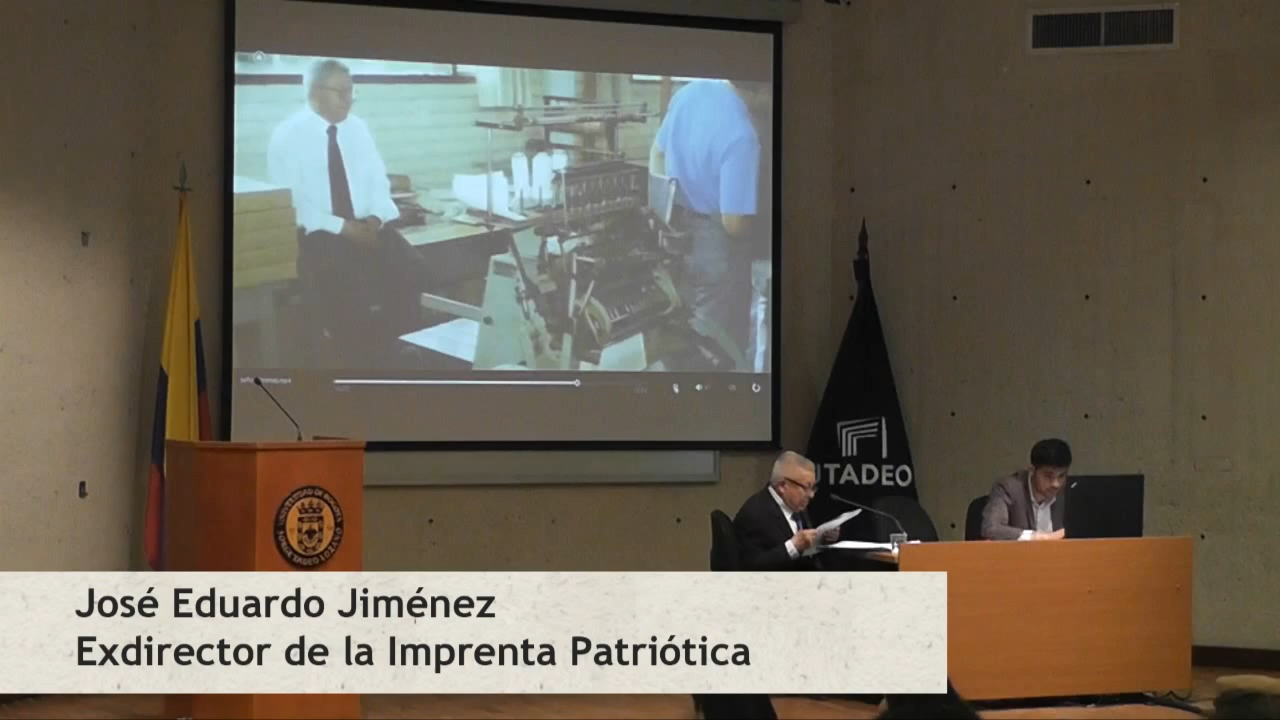 UTADEO
José Eduardo Jiménez
Exdirector de la Imprenta Patriótica